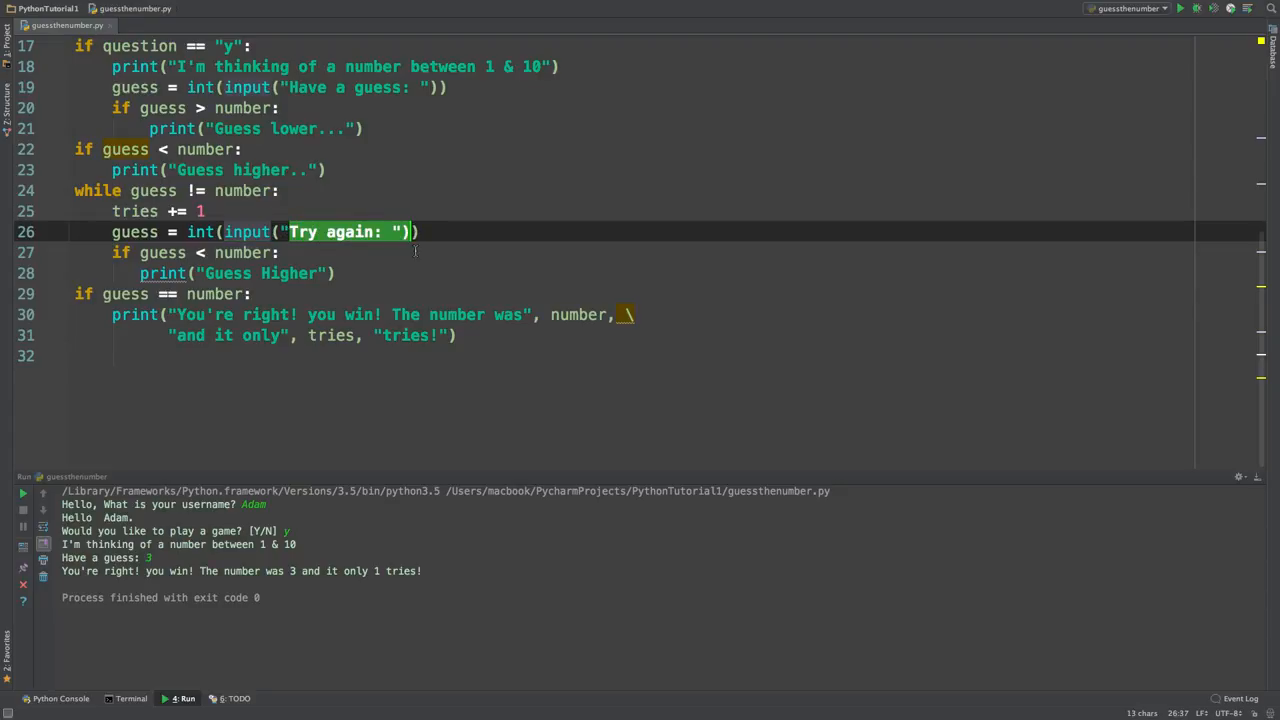 PythonTutorial1 guessthenumber.py guessthenumber
guessthenumber.py
1: Project
Z: Structure
2: Favorites
Database
17 if question == "y":
18 print("I'm thinking of a number between 1 & 10")
19 guess = int(input("Have a guess: "))
20 if guess > number:
21 print("Guess lower...")
22 if guess < number:
23 print("Guess higher..")
24 while guess != number:
25 tries += 1
26 guess = int(input("Try again: "))
27 if guess < number:
28 print("Guess Higher")
29 if guess == number:
30 print("You're right! you win! The number was", number, \
31 "and it only", tries, "tries!")
32
Run guessthenumber
/Library/Frameworks/Python.framework/Versions/3.5/bin/python3.5 /Users/macbook/PycharmProjects/PythonTutorial1/guessthenumber.py
Hello, What is your username? Adam
Hello  Adam.
Would you like to play a game? [Y/N] y
I'm thinking of a number between 1 & 10
Have a guess: 3
You're right! you win! The number was 3 and it only 1 tries!
Process finished with exit code 0
Python Console Terminal 4: Run 6: TODO Event Log
13 chars 26:37 LF÷ UTF-8÷